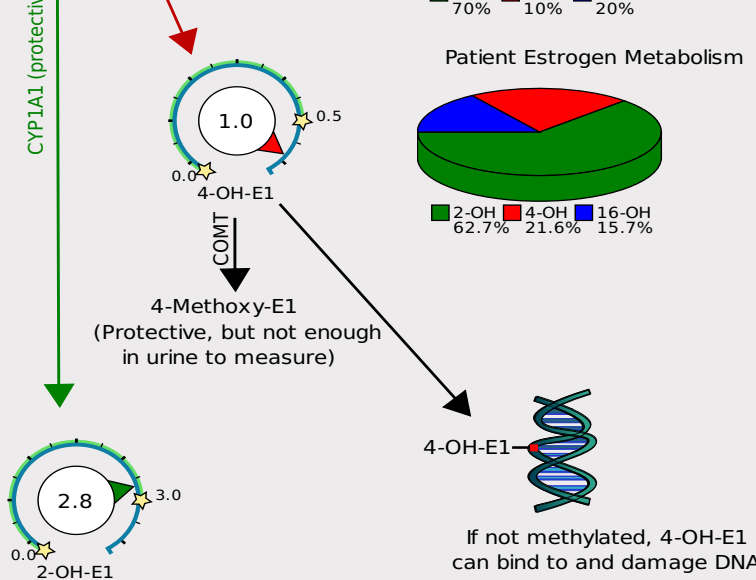 70% 10% 20%
CYP1A1 (protectiv
Patient Estrogen Metabolism
1.0
0.5
0.0
4-OH-E1
2-OH 4-OH 16-OH
62.7% 21.6% 15.7%
COMT
4-Methoxy-E1
(Protective, but not enough
in urine to measure)
4-OH-E1
2.8
3.0
0.0
2-OH-E1
If not methylated, 4-OH-E1
can bind to and damage DNA